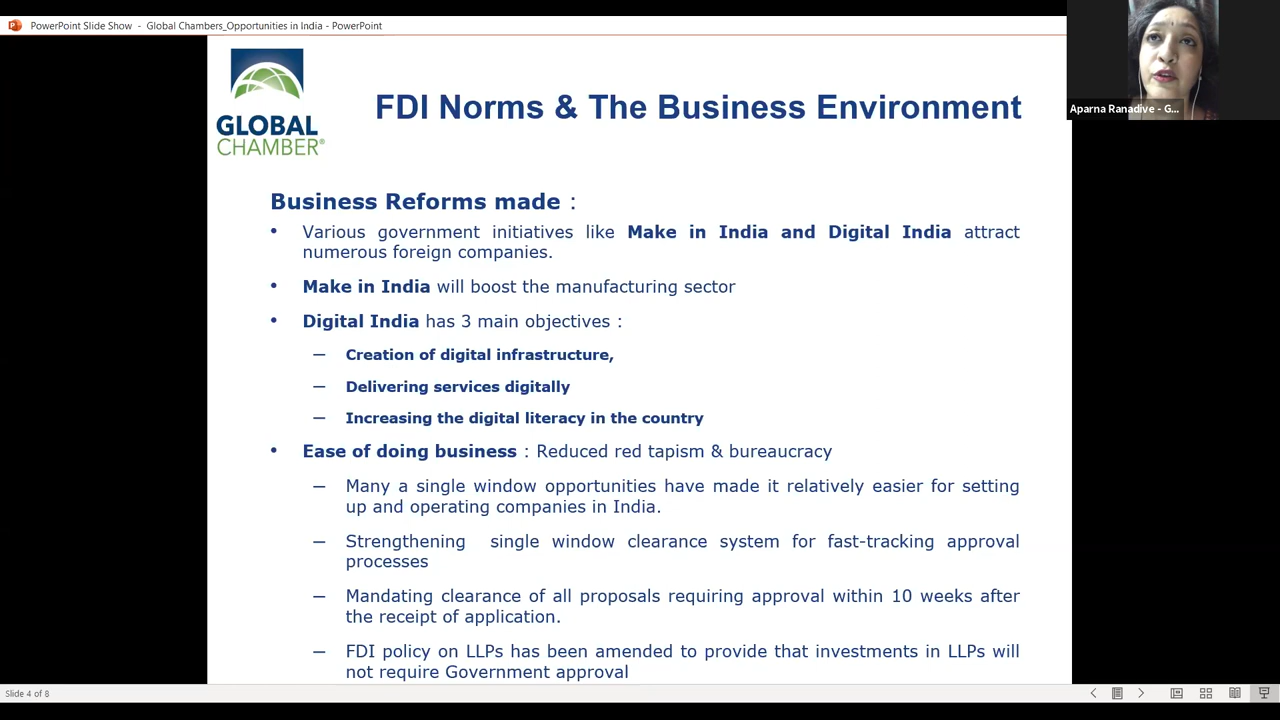 PowerPoint Slide Show - Global Chambers_Opportunities in India - PowerPoint
Aparna Ranadive - G...
GLOBAL
CHAMBER®
FDI Norms & The Business Environment
Business Reforms made :
• Various government initiatives like Make in India and Digital India attract
numerous foreign companies.
• Make in India will boost the manufacturing sector
• Digital India has 3 main objectives :
– Creation of digital infrastructure,
– Delivering services digitally
– Increasing the digital literacy in the country
• Ease of doing business : Reduced red tapism & bureaucracy
– Many a single window opportunities have made it relatively easier for setting
up and operating companies in India.
– Strengthening single window clearance system for fast-tracking approval
processes
– Mandating clearance of all proposals requiring approval within 10 weeks after
the receipt of application.
– FDI policy on LLPs has been amended to provide that investments in LLPs will
not require Government approval
Slide 4 of 8